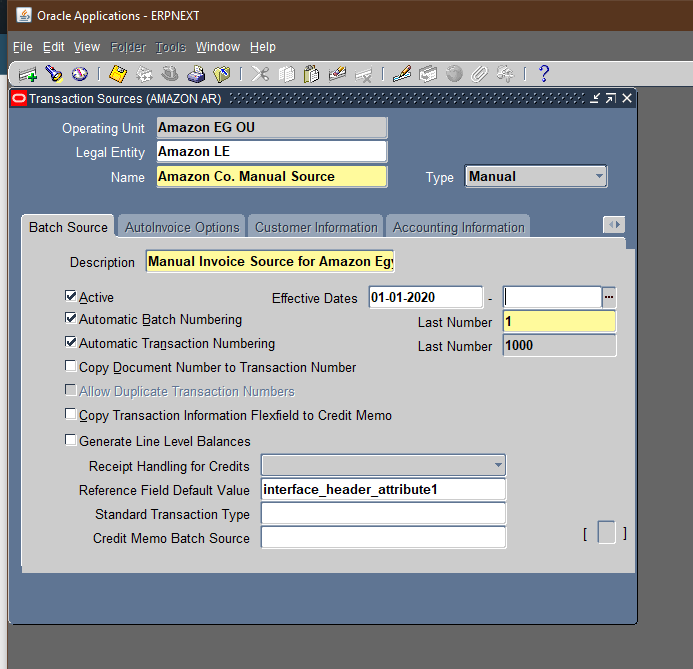 Oracle Applications - ERPNEXT
File Edit View Folder Tools Window Help
Transaction Sources (AMAZON AR)
Operating Unit Amazon EG OU
Legal Entity Amazon LE
Name Amazon Co. Manual Source Type Manual
Batch Source AutoInvoice Options Customer Information Accounting Information
Description Manual Invoice Source for Amazon Egy
Active Effective Dates 01-01-2020 -
Automatic Batch Numbering Last Number 1
Automatic Transaction Numbering Last Number 1000
Copy Document Number to Transaction Number
Allow Duplicate Transaction Numbers
Copy Transaction Information Flexfield to Credit Memo
Generate Line Level Balances
Receipt Handling for Credits
Reference Field Default Value interface_header_attribute1
Standard Transaction Type
Credit Memo Batch Source [ ]